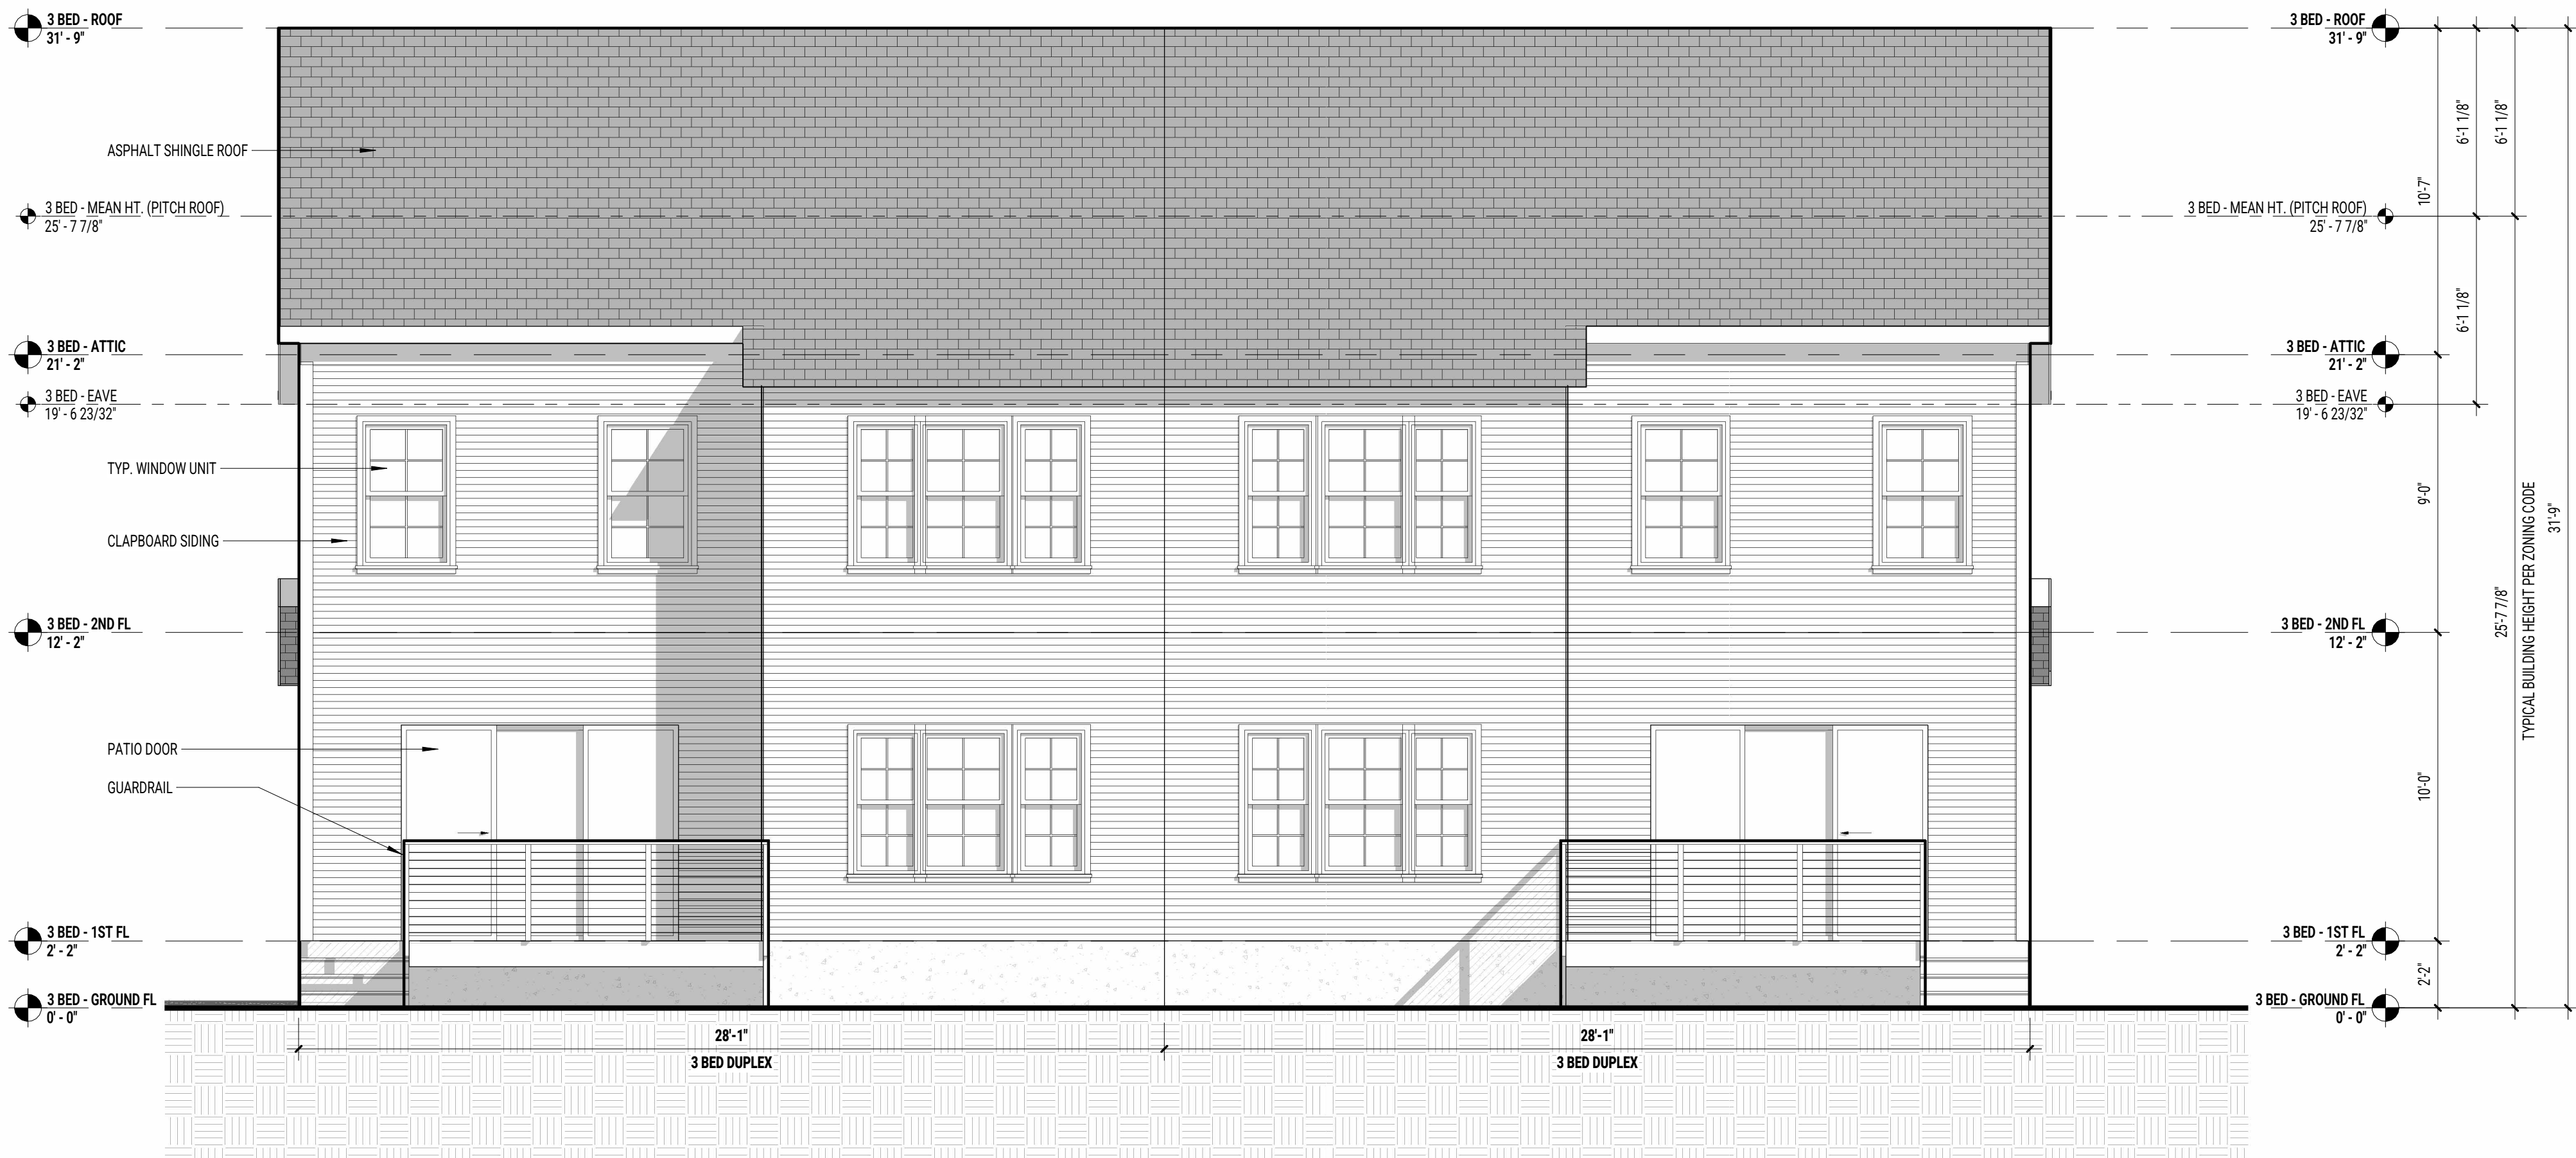 3 BED - ROOF
31' - 9"
ASPHALT SHINGLE ROOF
3 BED - MEAN HT. (PITCH ROOF)
25' - 7 7/8"
3 BED - ATTIC
21' - 2"
3 BED - EAVE
19' - 6 23/32"
TYP. WINDOW UNIT
CLAPBOARD SIDING
3 BED - 2ND FL
12' - 2"
PATIO DOOR
GUARDRAIL
3 BED - 1ST FL
2' - 2"
3 BED - GROUND FL
0' - 0"
28'-1"
3 BED DUPLEX
28'-1"
3 BED DUPLEX
3 BED - ROOF
31' - 9"
3 BED - MEAN HT. (PITCH ROOF)
25' - 7 7/8"
3 BED - ATTIC
21' - 2"
3 BED - EAVE
19' - 6 23/32"
3 BED - 2ND FL
12' - 2"
3 BED - 1ST FL
2' - 2"
3 BED - GROUND FL
0' - 0"
10'-7"
9'-0"
10'-0"
2'-2"
6'-1 1/8"
6'-1 1/8"
6'-1 1/8"
25'-7 7/8"
TYPICAL BUILDING HEIGHT PER ZONING CODE
31'-9"